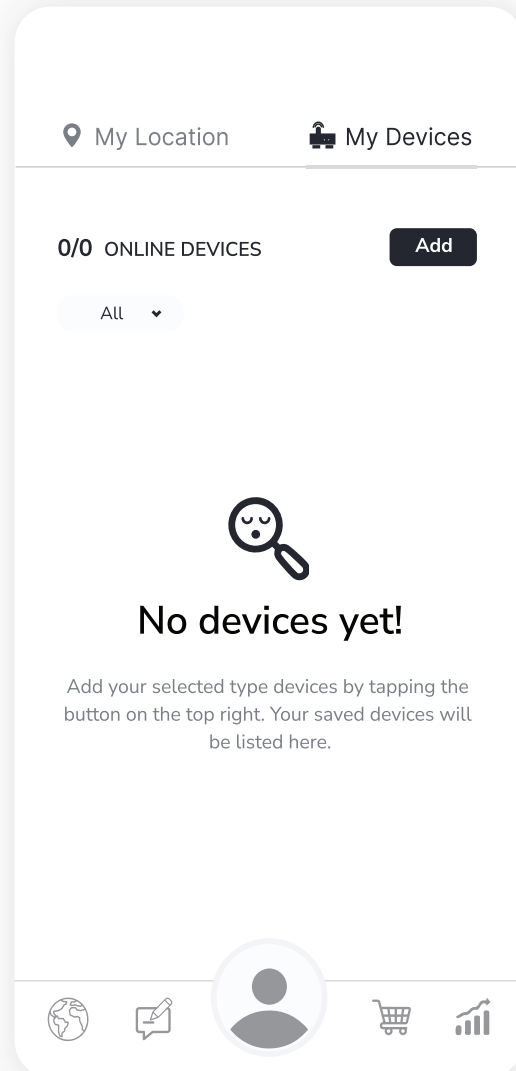 My Location
My Devices
0/0 ONLINE DEVICES
Add
All
No devices yet!
Add your selected type devices by tapping the
button on the top right. Your saved devices will
be listed here.